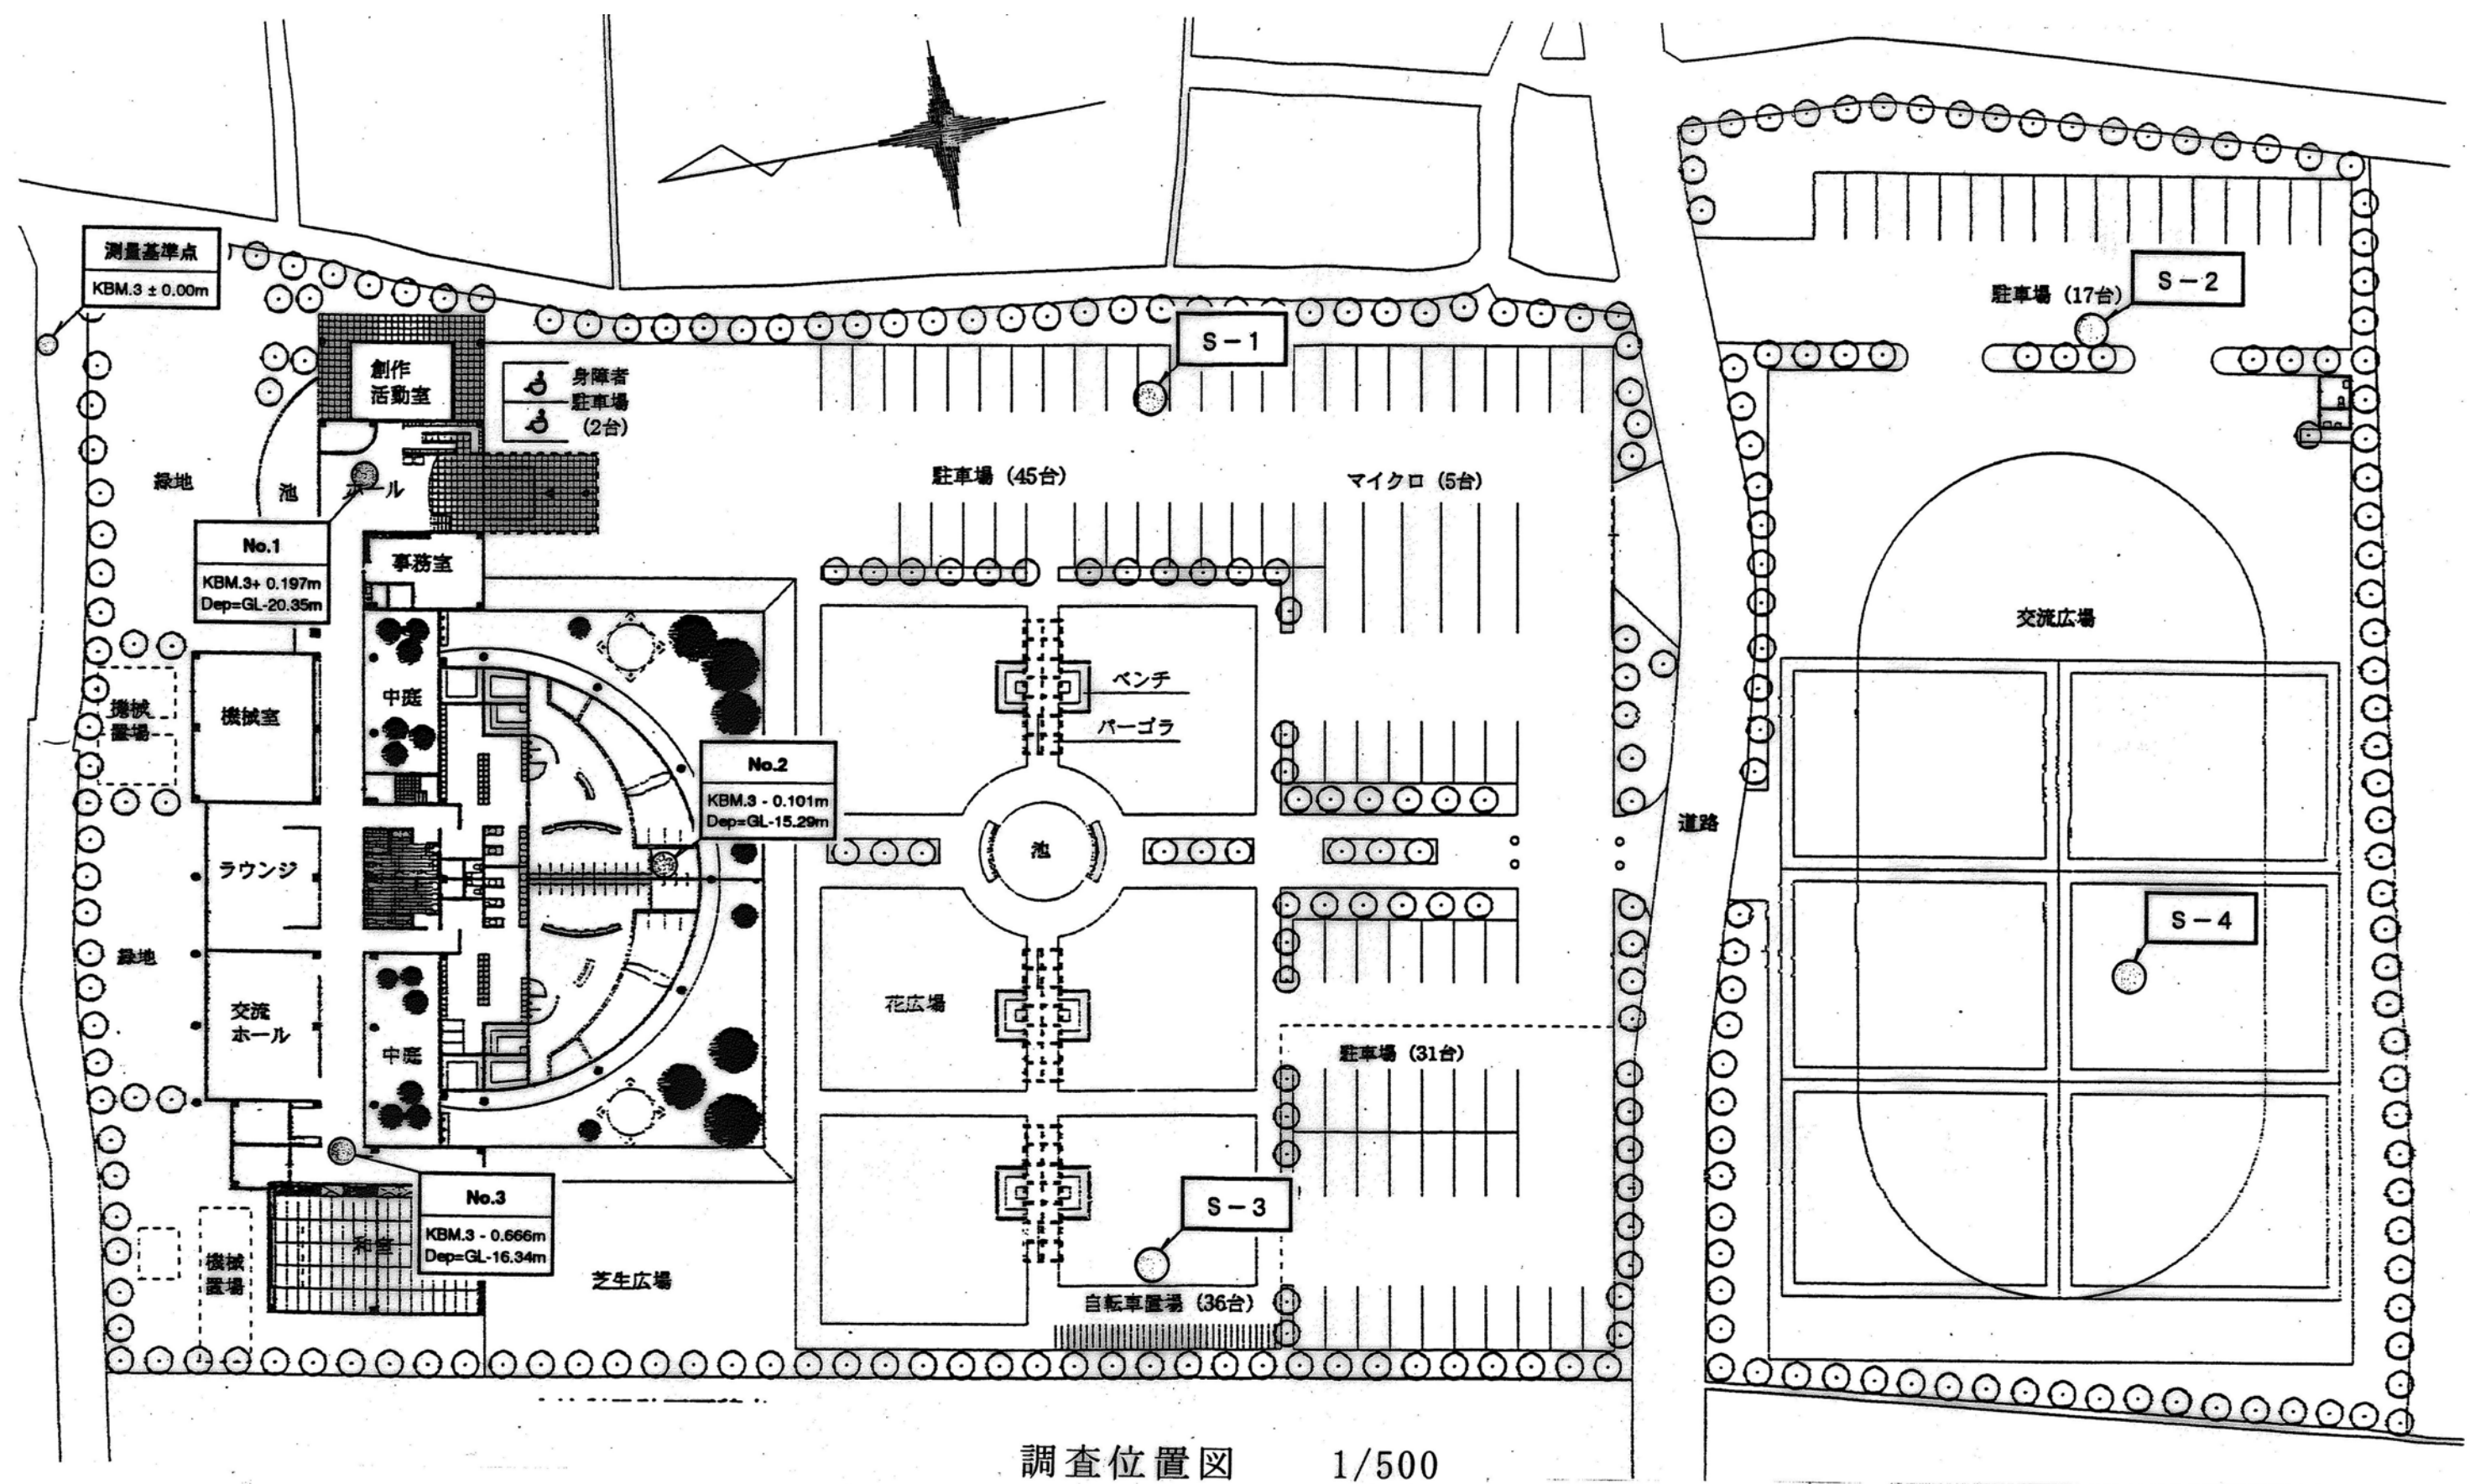 測量基準点
KBM.3 ± 0.00m
S－2
駐車場 (17台)
S－1
創作
活動室
身障者
駐車場
(2台)
緑地
池
ホール
駐車場 (45台)
マイクロ (5台)
No.1
KBM.3+ 0.197m
Dep=GL-20.35m
事務室
交流広場
中庭
機械
置場
機械室
ベンチ
パーゴラ
No.2
KBM.3 - 0.101m
Dep=GL-15.29m
道路
池
ラウンジ
S－4
緑地
花広場
交流
ホール
中庭
駐車場 (31台)
No.3
KBM.3 - 0.666m
Dep=GL-16.34m
S－3
和室
機械
置場
芝生広場
自転車置場 (36台)
調査位置図 1/500